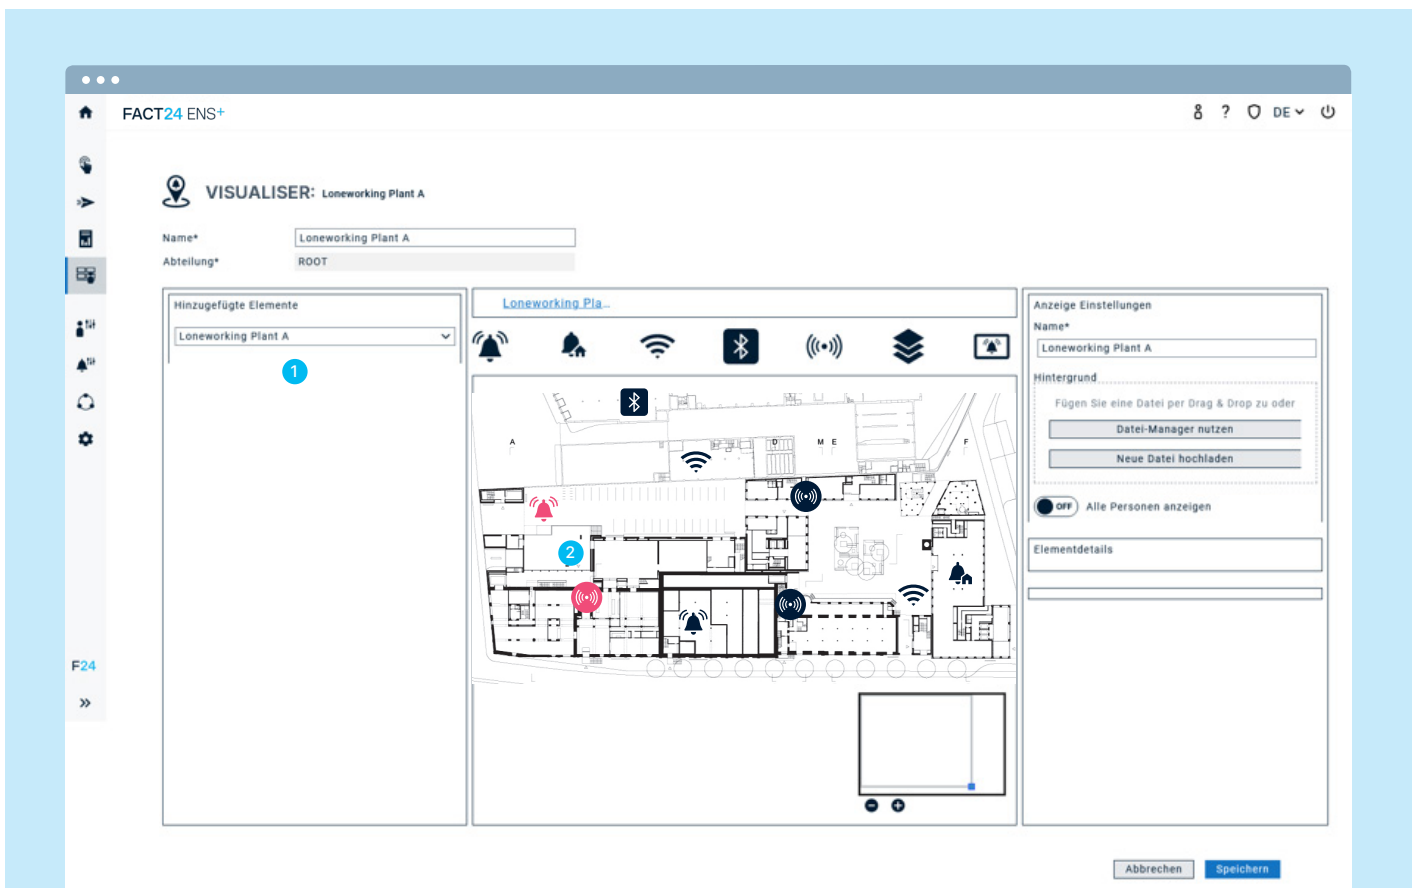 FACT24 ENS+
DE
VISUALISER: Loneworking Plant A
Name*
Loneworking Plant A
Abteilung*
ROOT
Hinzugefügte Elemente
Loneworking Plant A
1
Loneworking Pla...
A
D
M E
F
2
Anzeige Einstellungen
Name*
Loneworking Plant A
Hintergrund
Fügen Sie eine Datei per Drag & Drop zu oder
Datei-Manager nutzen
Neue Datei hochladen
OFF Alle Personen anzeigen
Elementdetails
F24
Abbrechen
Speichern